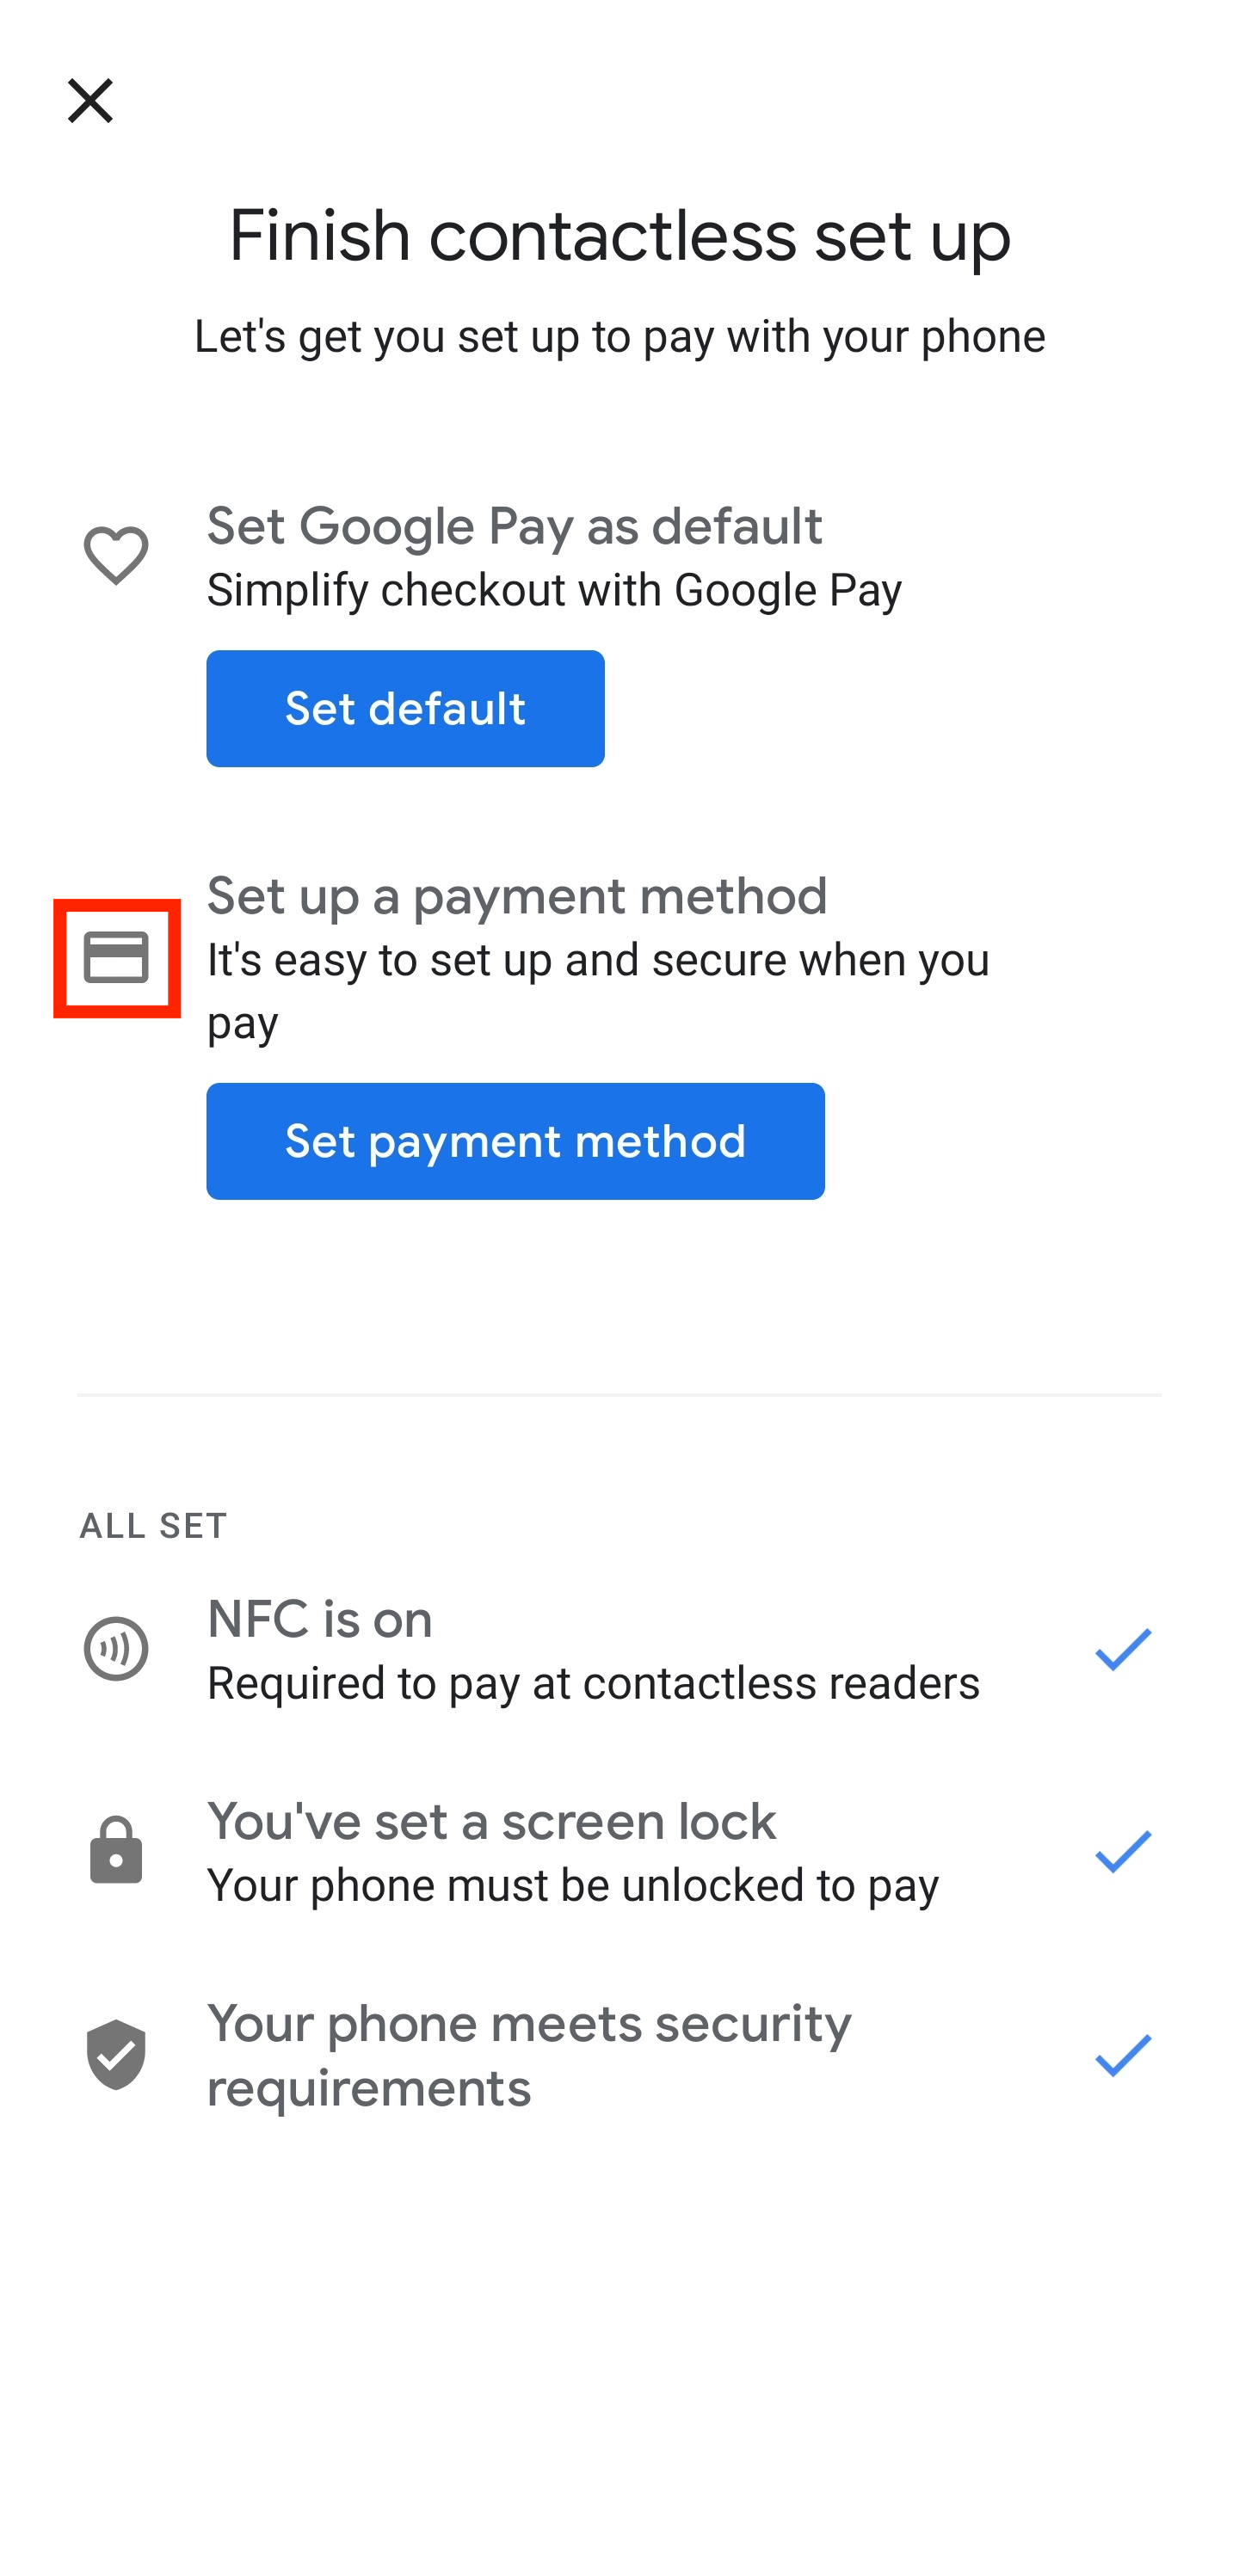 Finish contactless set up
Let's get you set up to pay with your phone
Set Google Pay as default
Simplify checkout with Google Pay
Set default
Set up a payment method
It's easy to set up and secure when you
pay
Set payment method
ALL SET
NFC is on
Required to pay at contactless readers
You've set a screen lock
Your phone must be unlocked to pay
Your phone meets security
requirements